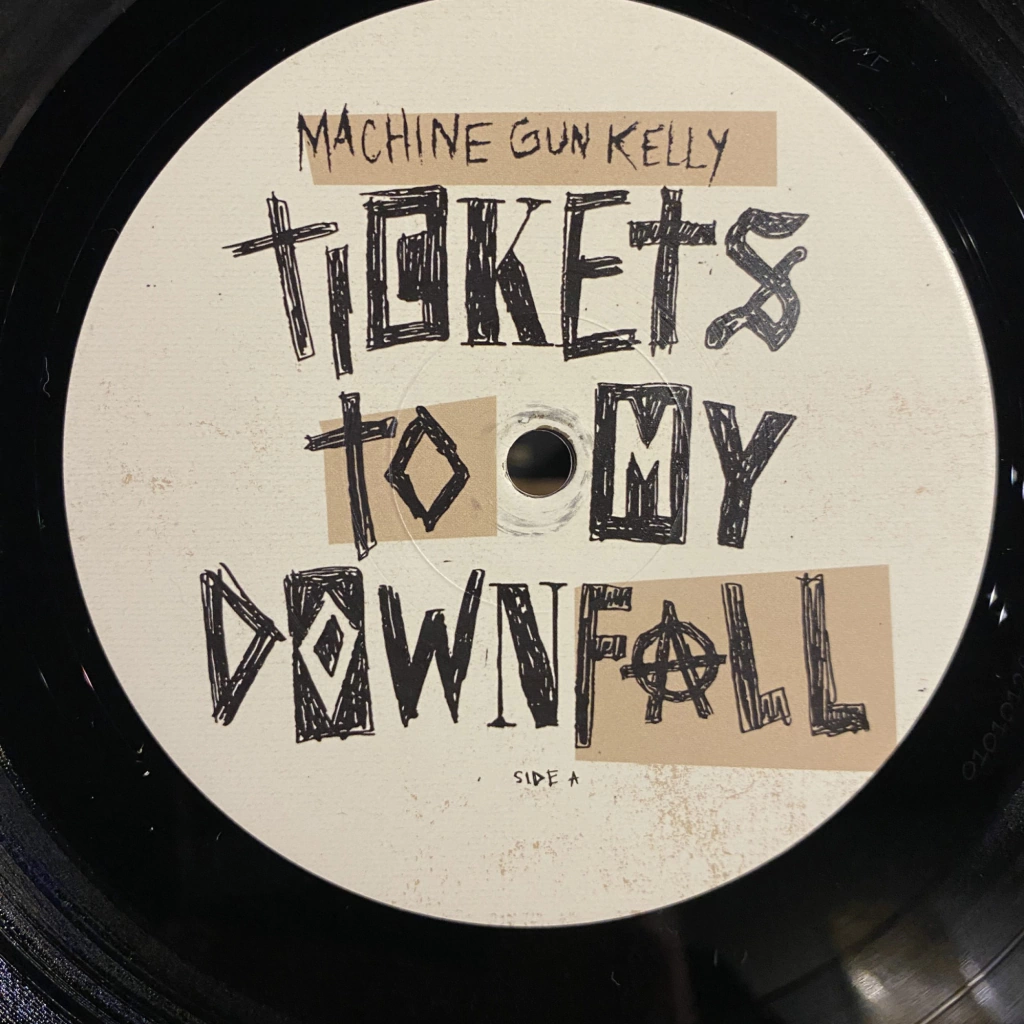 MACHINE GUN KELLY
TICKETS
TO MY
DOWNFALL
SIDE A